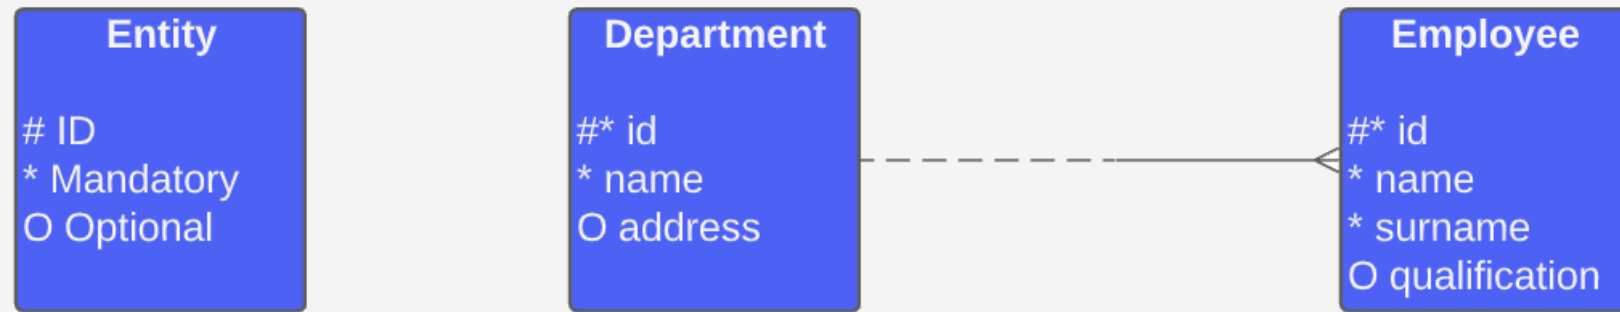 Entity
# ID
* Mandatory
O Optional
Department
#* id
* name
O address
Employee
#* id
* name
* surname
O qualification